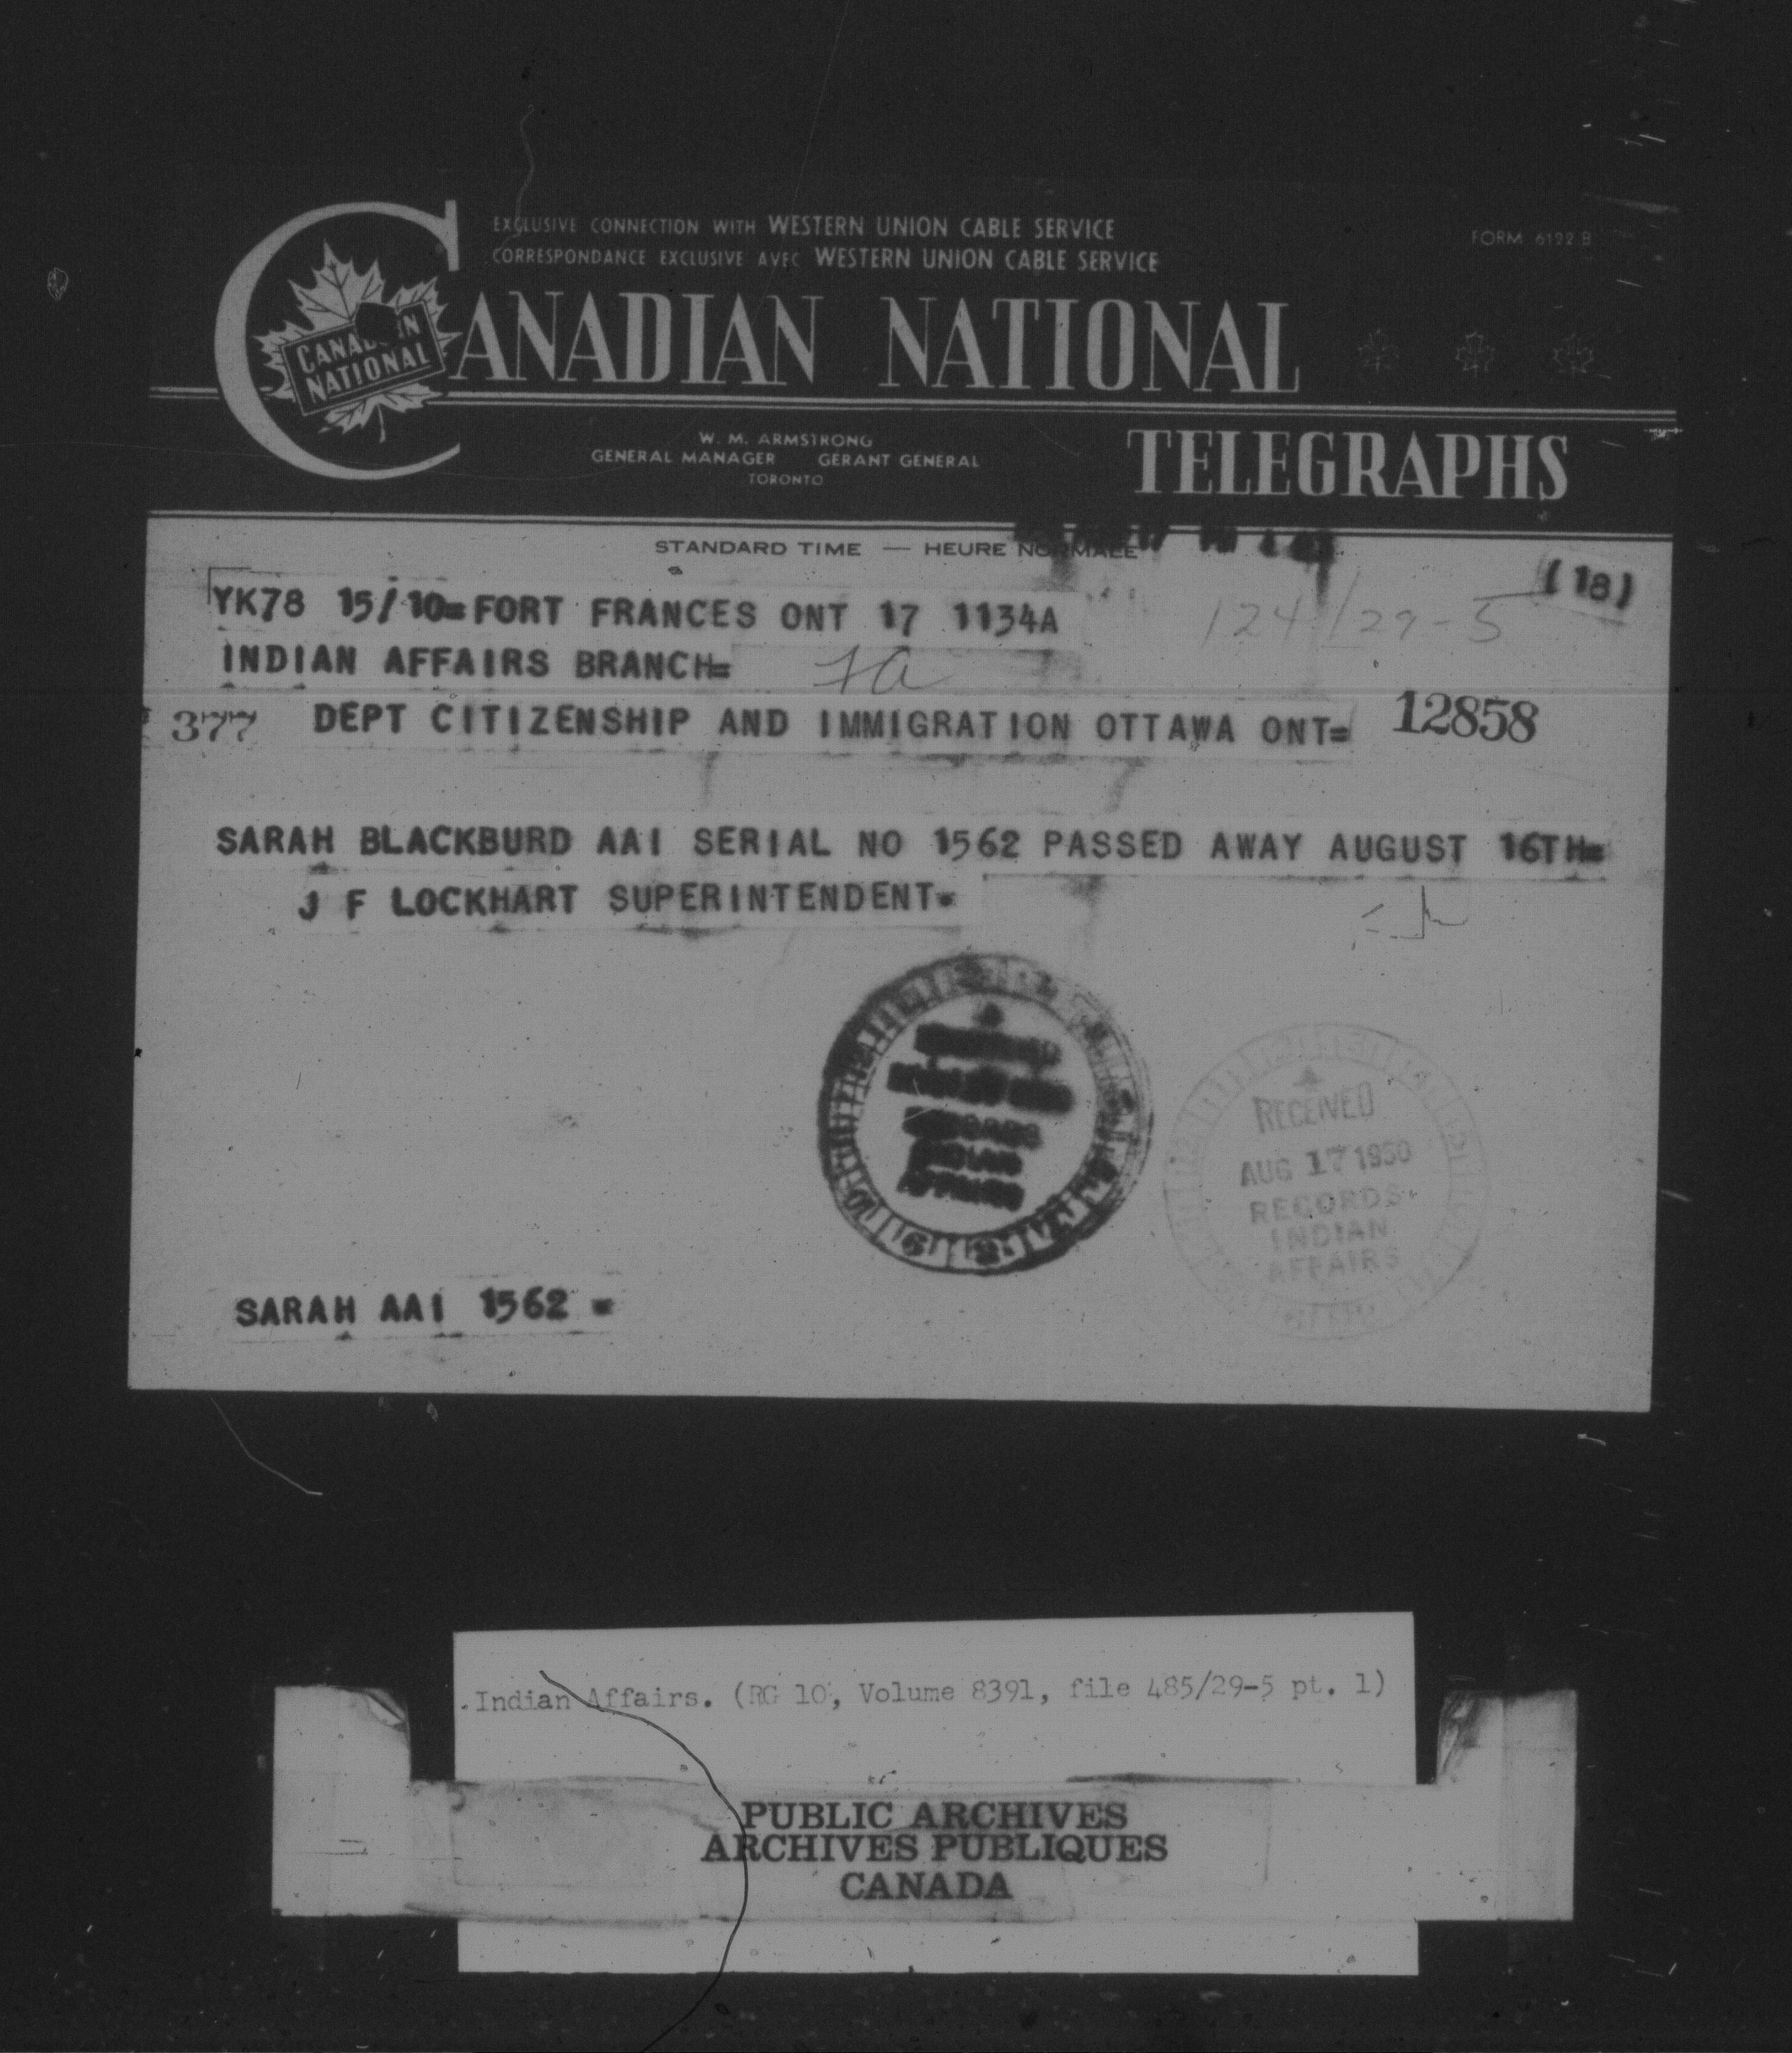 EXCLUSIVE CONNECTION WITH WESTERN UNION CABLE SERVICE
CORRESPONDANCE EXCLUSIVE AVEC WESTERN UNION CABLE SERVICE
FORM 6122 B
CANADIAN NATIONAL
CANADIAN
NATIONAL
W. M. ARMSTRONG
GENERAL MANAGER GERANT GENERAL
TORONTO
TELEGRAPHS
STANDARD TIME — HEURE NORMALE
(18)
YK78 15/10=FORT FRANCES ONT 17 1134A
124/29-5
INDIAN AFFAIRS BRANCH=
377 DEPT CITIZENSHIP AND IMMIGRATION OTTAWA ONT= 12858
SARAH BLACKBURD AAI SERIAL NO 1562 PASSED AWAY AUGUST 16TH=
J F LOCKHART SUPERINTENDENT=
RECORDS
INDIAN
AFFAIRS
RECEIVED
AUG 17 1950
RECORDS
INDIAN
AFFAIRS
SARAH AAI 1562 =
Indian Affairs. (RG 10, Volume 8391, file 485/29-5 pt. 1)
PUBLIC ARCHIVES
ARCHIVES PUBLIQUES
CANADA